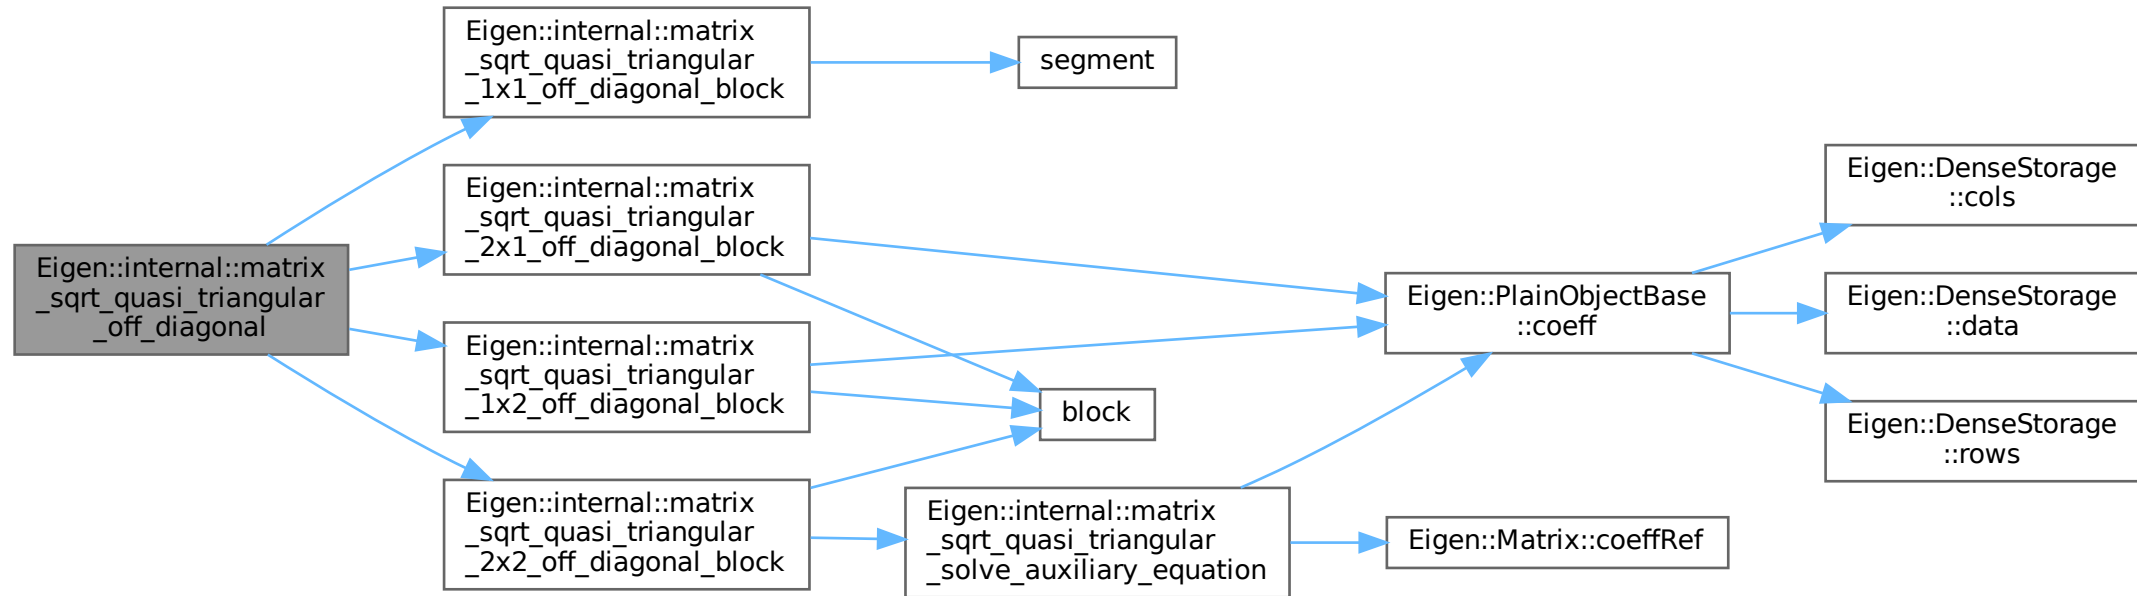 Eigen::internal::matrix
_sqrt_quasi_triangular
_off_diagonal
Eigen::internal::matrix
_sqrt_quasi_triangular
_1x1_off_diagonal_block
segment
Eigen::internal::matrix
_sqrt_quasi_triangular
_2x1_off_diagonal_block
Eigen::internal::matrix
_sqrt_quasi_triangular
_1x2_off_diagonal_block
Eigen::internal::matrix
_sqrt_quasi_triangular
_2x2_off_diagonal_block
block
Eigen::internal::matrix
_sqrt_quasi_triangular
_solve_auxiliary_equation
Eigen::PlainObjectBase
::coeff
Eigen::Matrix::coeffRef
Eigen::DenseStorage
::cols
Eigen::DenseStorage
::data
Eigen::DenseStorage
::rows